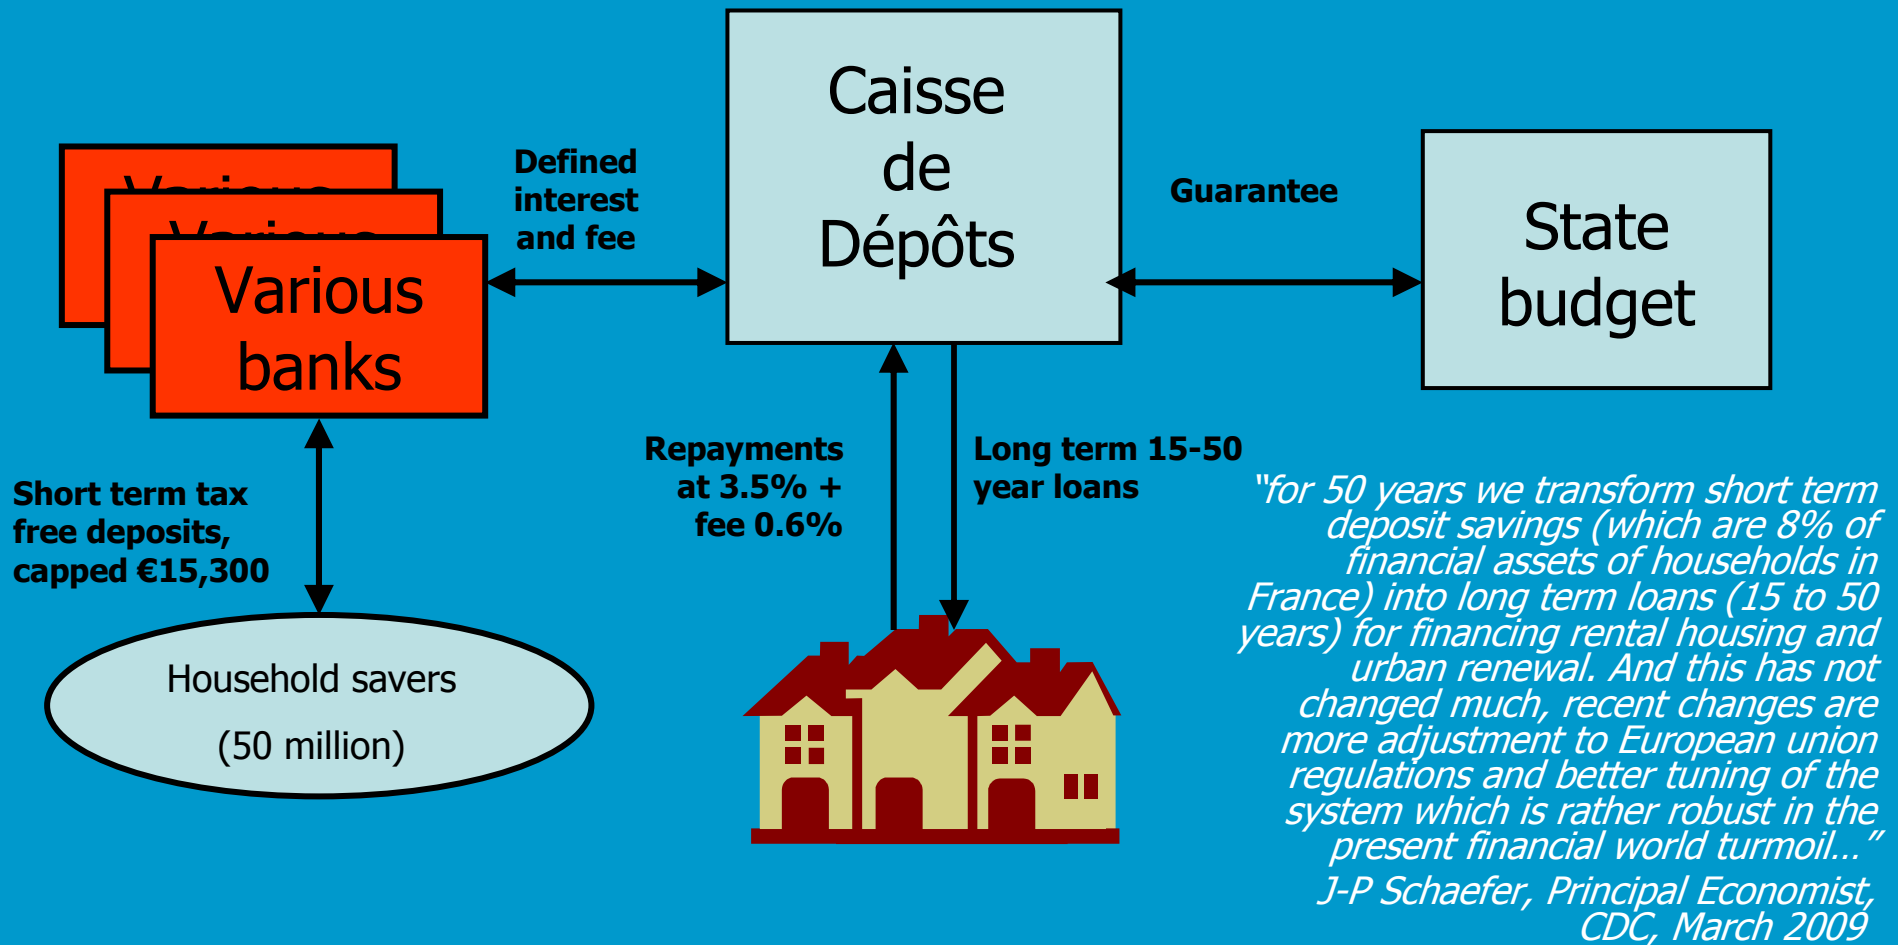 Caisse
de
Dépôts
Various
Various
Various
banks
Defined
interest
and fee
Guarantee
State
budget
Short term tax
free deposits,
capped €15,300
Household savers
(50 million)
Repayments
at 3.5% +
fee 0.6%
Long term 15-50
year loans
“for 50 years we transform short term
deposit savings (which are 8% of
financial assets of households in
France) into long term loans (15 to 50
years) for financing rental housing and
urban renewal. And this has not
changed much, recent changes are
more adjustment to European union
regulations and better tuning of the
system which is rather robust in the
present financial world turmoil…”
J-P Schaefer, Principal Economist,
CDC, March 2009